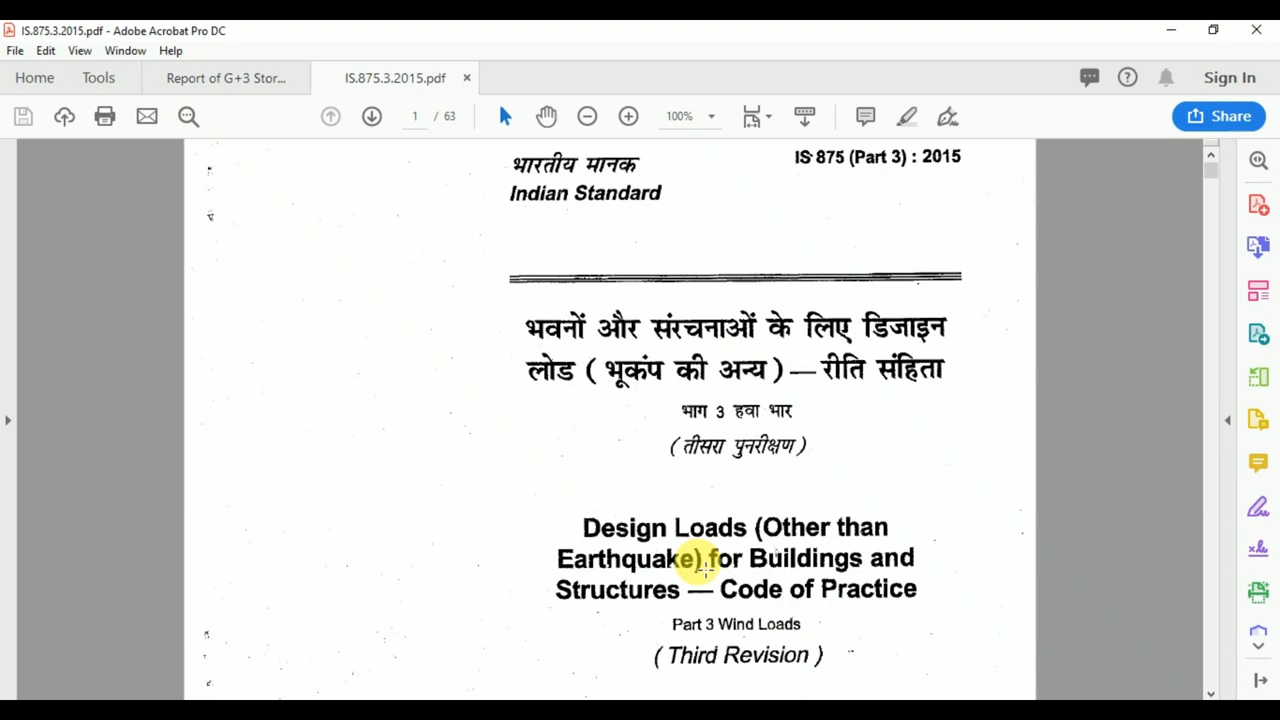 IS.875.3.2015.pdf - Adobe Acrobat Pro DC
File Edit View Window Help
Home Tools Report of G+3 Stor... IS.875.3.2015.pdf × Sign In
1 / 63 100% Share
भारतीय मानक
Indian Standard
IS 875 (Part 3) : 2015
भवनों और संरचनाओं के लिए डिजाइन
लोड ( भूकंप की अन्य ) — रीति संहिता
भाग 3 हवा भार
( तीसरा पुनरीक्षण )
Design Loads (Other than
Earthquake) for Buildings and
Structures — Code of Practice
Part 3 Wind Loads
( Third Revision )